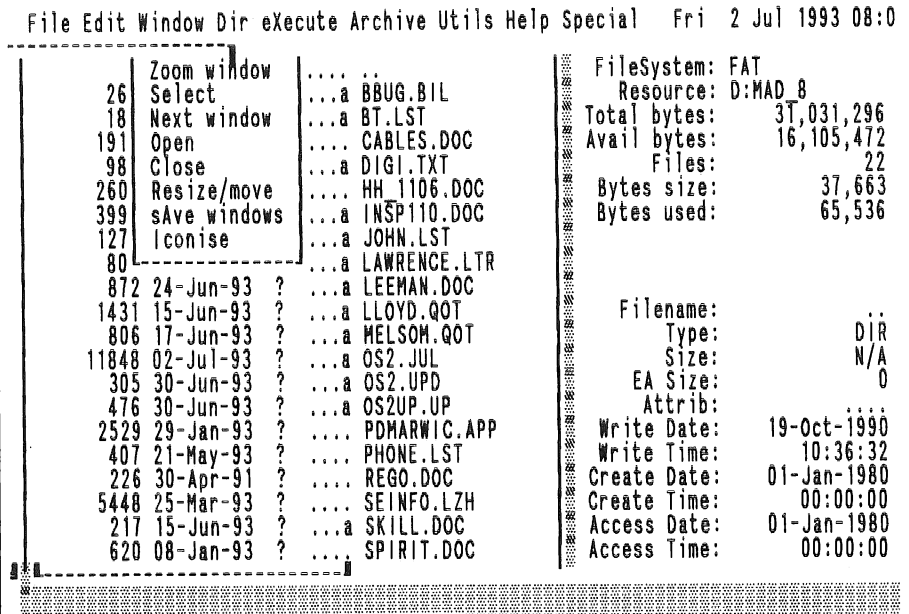 File Edit Window Dir eXecute Archive Utils Help Special Fri 2 Jul 1993 08:0
Zoom window .... .. FileSystem: FAT
26 Select ...a BBUG.BIL Resource: D:MAD_8
18 Next window ...a BT.LST Total bytes: 31,031,296
191 Open .... CABLES.DOC Avail bytes: 16,105,472
98 Close ...a DIGI.TXT Files: 22
260 Resize/move .... HH_1106.DOC Bytes size: 37,663
399 sAve windows ...a INSP110.DOC Bytes used: 65,536
127 Iconise ...a JOHN.LST
80 ...a LAWRENCE.LTR
872 24-Jun-93 ? ...a LEEMAN.DOC
1431 15-Jun-93 ? ...a LLOYD.QOT Filename: ..
806 17-Jun-93 ? ...a MELSOM.QOT Type: DIR
11848 02-Jul-93 ? ...a OS2.JUL Size: N/A
305 30-Jun-93 ? ...a OS2.UPD EA Size: 0
476 30-Jun-93 ? ...a OS2UP.UP Attrib: ....
2529 29-Jan-93 ? .... PDMARWIC.APP Write Date: 19-Oct-1990
407 21-May-93 ? .... PHONE.LST Write Time: 10:36:32
226 30-Apr-91 ? .... REGO.DOC Create Date: 01-Jan-1980
5448 25-Mar-93 ? .... SEINFO.LZH Create Time: 00:00:00
217 15-Jun-93 ? ...a SKILL.DOC Access Date: 01-Jan-1980
620 08-Jan-93 ? .... SPIRIT.DOC Access Time: 00:00:00